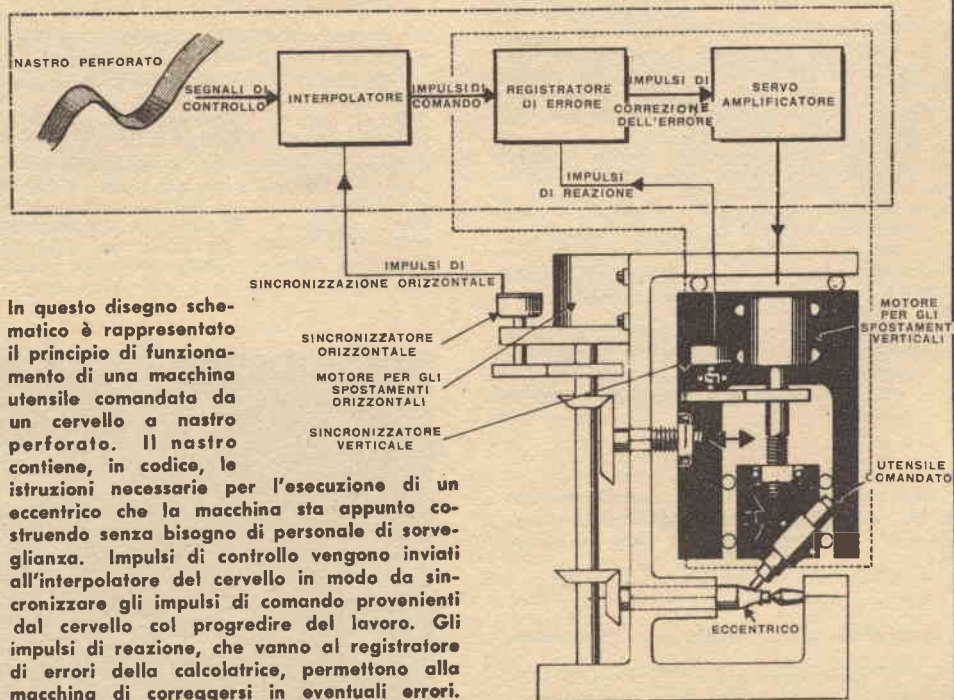 NASTRO PERFORATO
SEGNALI DI
CONTROLLO
INTERPOLATORE
IMPULSI DI
COMANDO
REGISTRATORE
DI ERRORE
IMPULSI DI
CORREZIONE
DELL'ERRORE
SERVO
AMPLIFICATORE
IMPULSI
DI REAZIONE
IMPULSI DI
SINCRONIZZAZIONE ORIZZONTALE
SINCRONIZZATORE
ORIZZONTALE
MOTORE PER GLI
SPOSTAMENTI
ORIZZONTALI
SINCRONIZZATORE
VERTICALE
MOTORE
PER GLI
SPOSTAMENTI
VERTICALI
UTENSILE
COMANDATO
ECCENTRICO
In questo disegno sche-
matico è rappresentato
il principio di funziona-
mento di una macchina
utensile comandata da
un cervello a nastro
perforato. Il nastro
contiene, in codice, le
istruzioni necessarie per l'esecuzione di un
eccentrico che la macchina sta appunto co-
struendo senza bisogno di personale di sorve-
glianza. Impulsi di controllo vengono inviati
all'interpolatore del cervello in modo da sin-
cronizzare gli impulsi di comando provenienti
dal cervello col progredire del lavoro. Gli
impulsi di reazione, che vanno al registratore
di errori della calcolatrice, permettono alla
macchina di correggersi in eventuali errori.